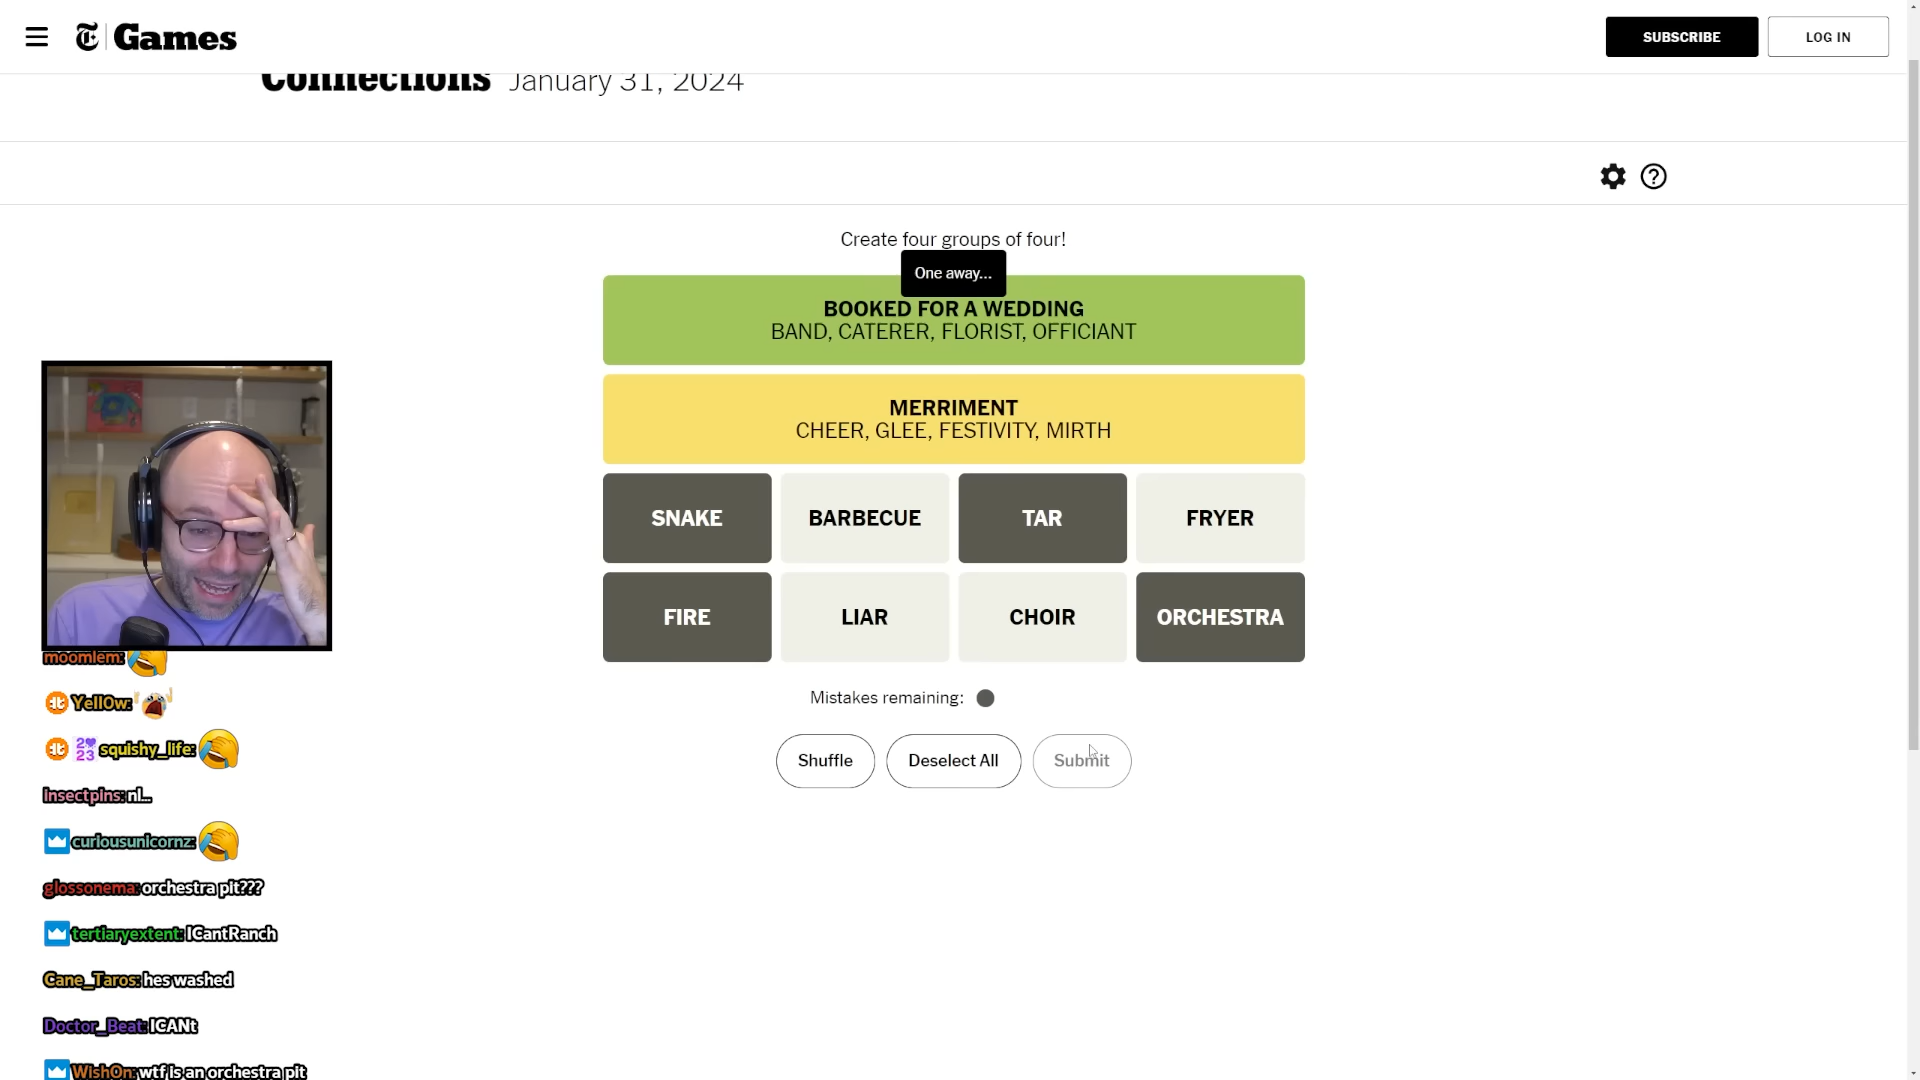 Games
SUBSCRIBE
LOG IN
Connections January 31, 2024
Create four groups of four!
One away...
BOOKED FOR A WEDDING
BAND, CATERER, FLORIST, OFFICIANT
MERRIMENT
CHEER, GLEE, FESTIVITY, MIRTH
SNAKE BARBECUE TAR FRYER
FIRE LIAR CHOIR ORCHESTRA
Mistakes remaining:
Shuffle Deselect All Submit
moomlem:
Yell0w:
squishy_life:
insectpins: nl...
curiousunicornz:
glossonema: orchestra pit???
tertiaryextent: ICantRanch
Cane_Taros: hes washed
Doctor_Beat: ICANt
WishOn: wtf is an orchestra pit